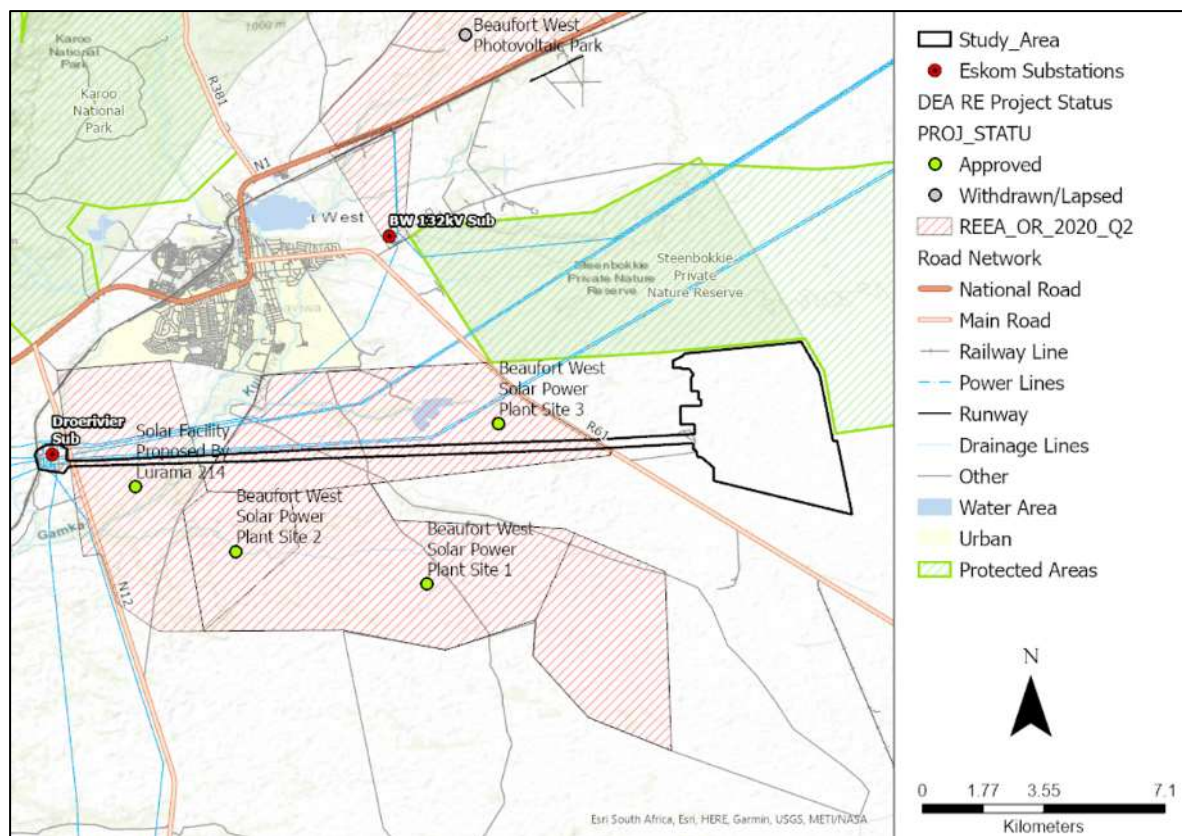 1000 m
Beaufort West
Photovoltaic Park
Karoo
National
Park
Karoo
National
Park
R381
N1
t West
BW 132kV Sub
Steenbokkie
Private Nature
Reserve
Steenbokkie
Private
Nature Reserve
Beaufort West
Solar Power
Plant Site 3
R61
Droerivier
Sub
Solar Facility
Proposed By
Lurama 214
Beaufort West
Solar Power
Plant Site 2
Beaufort West
Solar Power
Plant Site 1
Gamka
N12
Esri South Africa, Esri, HERE, Garmin, USGS, METI/NASA
Study_Area
Eskom Substations
DEA RE Project Status
PROJ_STATU
Approved
Withdrawn/Lapsed
REEA_OR_2020_Q2
Road Network
National Road
Main Road
Railway Line
Power Lines
Runway
Drainage Lines
Other
Water Area
Urban
Protected Areas
N
0 1.77 3.55 7.1
Kilometers